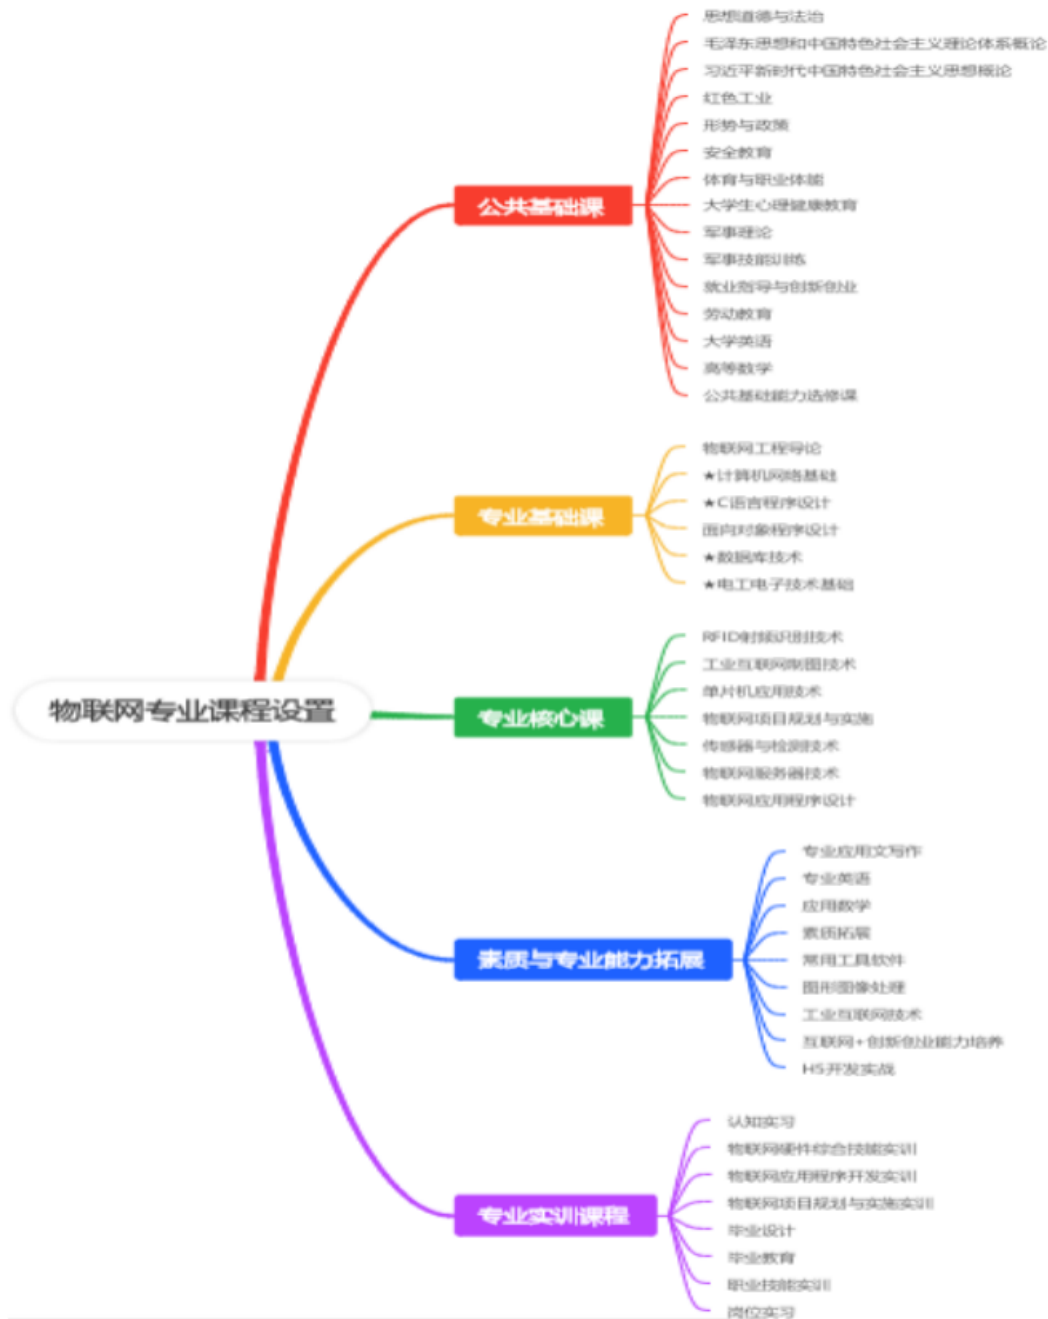 思想道德与法治
毛泽东思想和中国特色社会主义理论体系概论
习近平新时代中国特色社会主义思想概论
红色工业
形势与政策
安全教育
体育与职业体能
公共基础课
大学生心理健康教育
军事理论
军事技能训练
就业指导与创新创业
劳动教育
大学英语
高等数学
公共基础能力选修课
物联网工程导论
★计算机网络基础
★C语言程序设计
专业基础课
面向对象程序设计
★数据库技术
★电工电子技术基础
RFID射频识别技术
工业互联网制图技术
单片机应用技术
物联网专业课程设置
专业核心课
物联网项目规划与实施
传感器与检测技术
物联网服务器技术
物联网应用程序设计
专业应用文写作
专业英语
应用数学
素质拓展
素质与专业能力拓展
常用工具软件
图形图像处理
工业互联网技术
互联网+创新创业能力培养
H5开发实战
认知实习
物联网硬件综合技能实训
物联网应用程序开发实训
物联网项目规划与实施实训
专业实训课程
毕业设计
毕业教育
职业技能实训
岗位实习